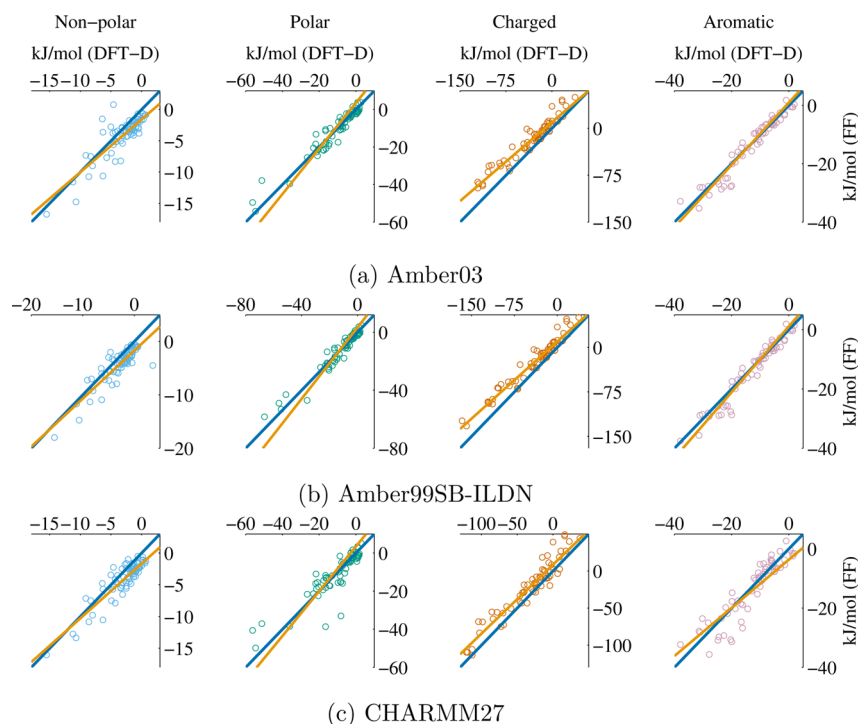 Non−polar Polar Charged Aromatic
kJ/mol (DFT−D) kJ/mol (DFT−D) kJ/mol (DFT−D) kJ/mol (DFT−D)
−15 −10 −5 0 −60 −40 −20 0 −150 −75 0 −40 −20 0
0 0 0 0
−5 −20 −20
−10 −75
−15 −40
−60 −150 −40
kJ/mol (FF)
(a) Amber03
−20 −10 0 −80 −40 0 −150 −75 0 −40 −20 0
0 0 0 0
−10 −40 −75 −20
−20 −80 −150 −40
kJ/mol (FF)
(b) Amber99SB-ILDN
−15 −10 −5 0 −60 −40 −20 0 −100 −50 0 −40 −20 0
0 0 0 0
−5 −20 −50 −20
−10 −40
−15 −60 −100 −40
kJ/mol (FF)
(c) CHARMM27